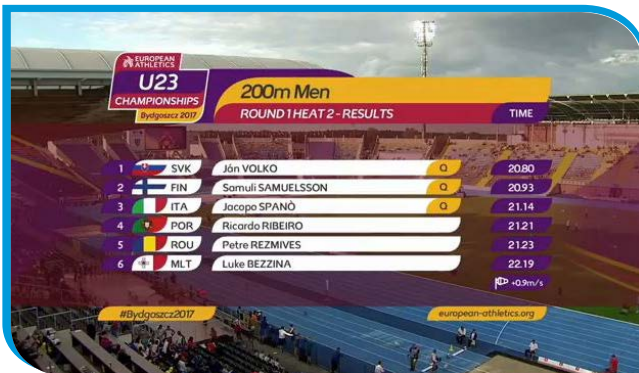 EUROPEAN
ATHLETICS
U23
CHAMPIONSHIPS
Bydgoszcz 2017
200m Men
ROUND 1 HEAT 2 - RESULTS TIME
1 SVK Ján VOLKO Q 20.80
2 FIN Samuli SAMUELSSON Q 20.93
3 ITA Jacopo SPANÒ Q 21.14
4 POR Ricardo RIBEIRO 21.21
5 ROU Petre REZMIVES 21.23
6 MLT Luke BEZZINA 22.19
+0.9m/s
#Bydgoszcz2017 european-athletics.org